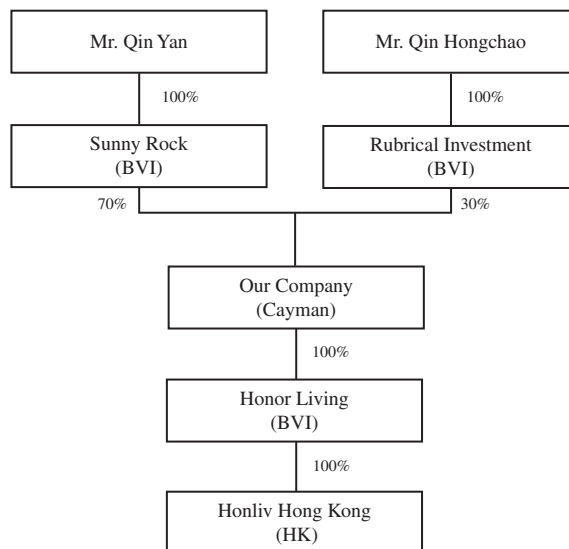 Mr. Qin Yan
Mr. Qin Hongchao
100%
100%
Sunny Rock
(BVI)
Rubrical Investment
(BVI)
70%
30%
Our Company
(Cayman)
100%
Honor Living
(BVI)
100%
Honliv Hong Kong
(HK)